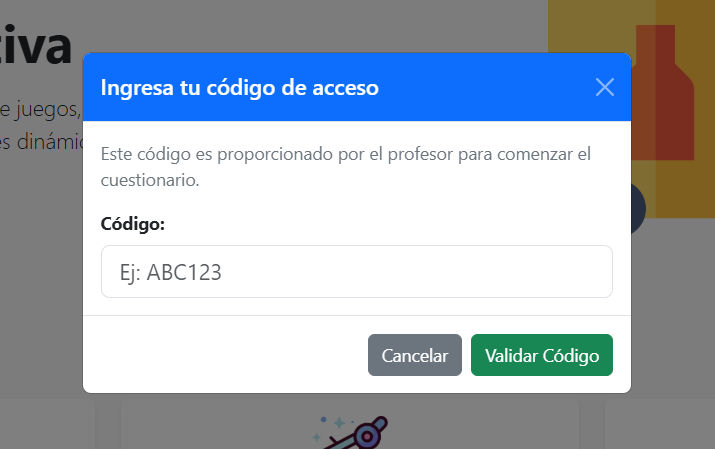 tiva
Ingresa tu código de acceso
e juegos,
es dinámic
Este código es proporcionado por el profesor para comenzar el
cuestionario.
Código:
Ej: ABC123
Cancelar
Validar Código